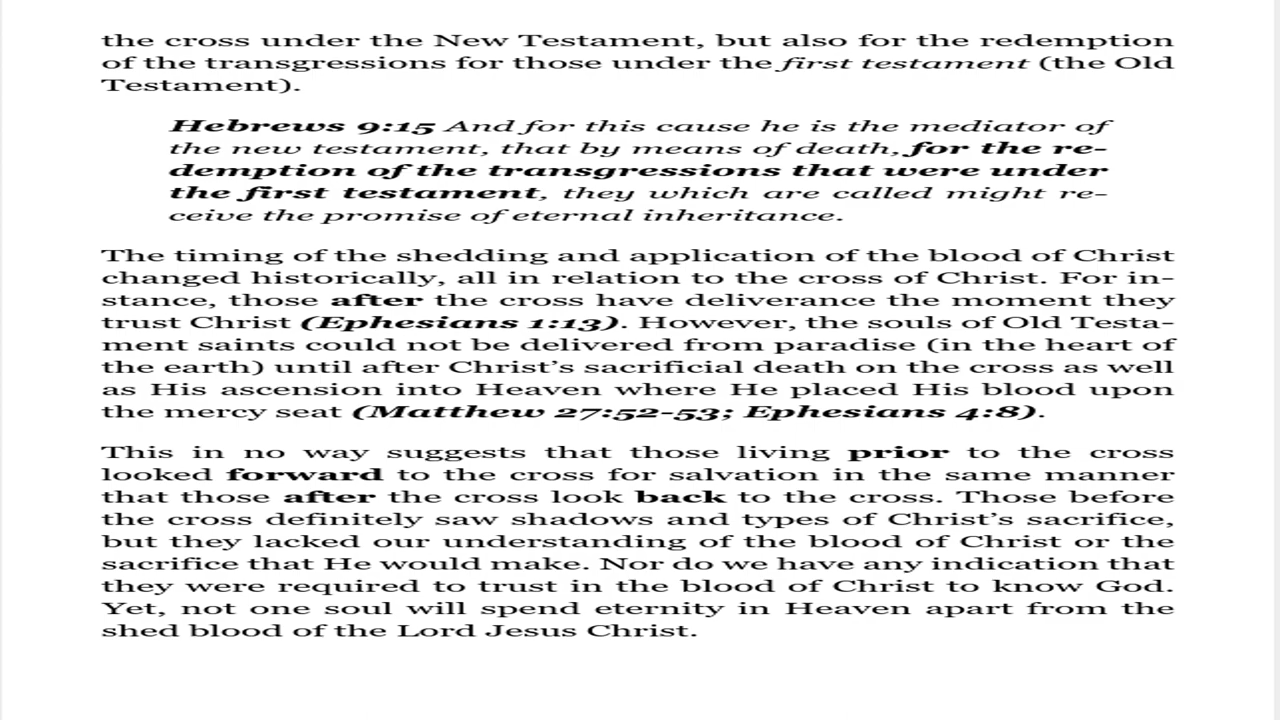 the cross under the New Testament, but also for the redemption
of the transgressions for those under the first testament (the Old
Testament).
Hebrews 9:15 And for this cause he is the mediator of
the new testament, that by means of death, for the re-
demption of the transgressions that were under
the first testament, they which are called might re-
ceive the promise of eternal inheritance.
The timing of the shedding and application of the blood of Christ
changed historically, all in relation to the cross of Christ. For in-
stance, those after the cross have deliverance the moment they
trust Christ (Ephesians 1:13). However, the souls of Old Testa-
ment saints could not be delivered from paradise (in the heart of
the earth) until after Christ’s sacrificial death on the cross as well
as His ascension into Heaven where He placed His blood upon
the mercy seat (Matthew 27:52-53; Ephesians 4:8).
This in no way suggests that those living prior to the cross
looked forward to the cross for salvation in the same manner
that those after the cross look back to the cross. Those before
the cross definitely saw shadows and types of Christ’s sacrifice,
but they lacked our understanding of the blood of Christ or the
sacrifice that He would make. Nor do we have any indication that
they were required to trust in the blood of Christ to know God.
Yet, not one soul will spend eternity in Heaven apart from the
shed blood of the Lord Jesus Christ.